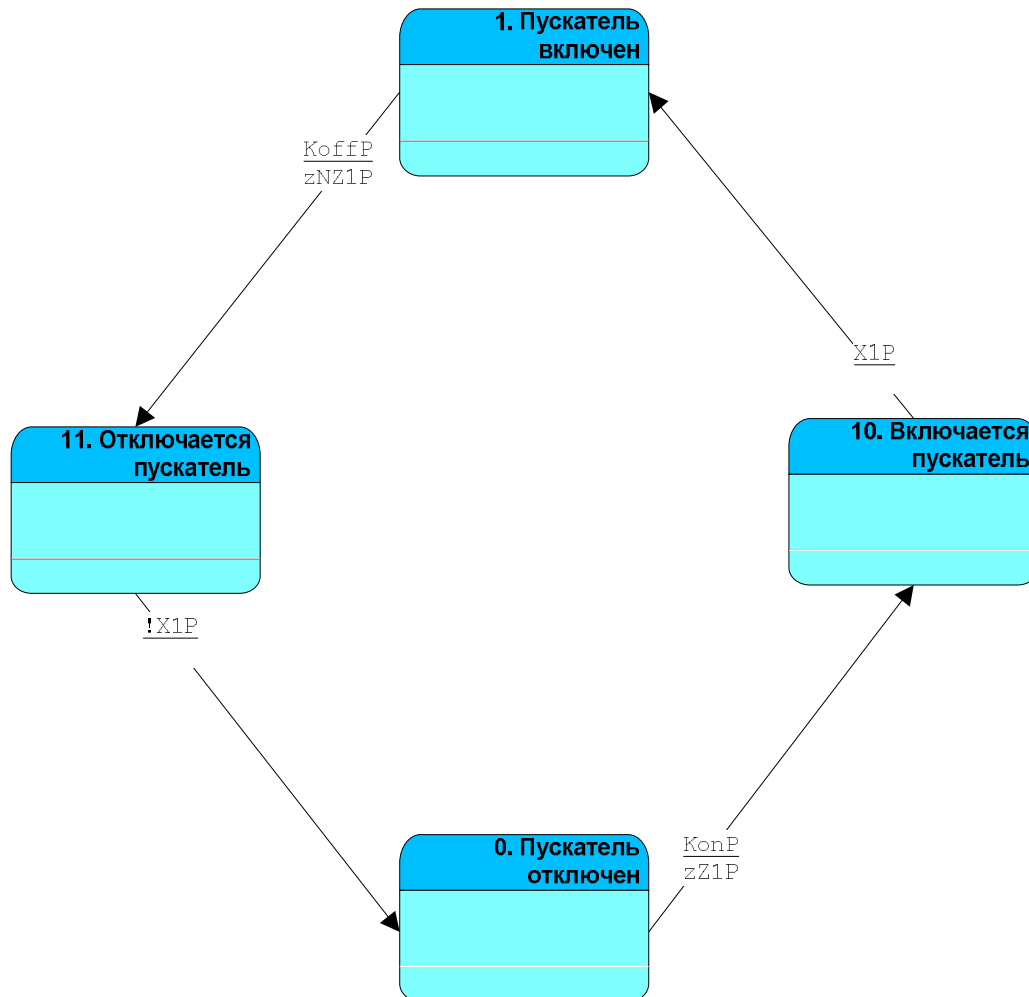 1. Пускатель
включен
KoffP
zNZ1P
X1P
11. Отключается
пускатель
10. Включается
пускатель
!X1P
0. Пускатель
отключен
KonP
zZ1P